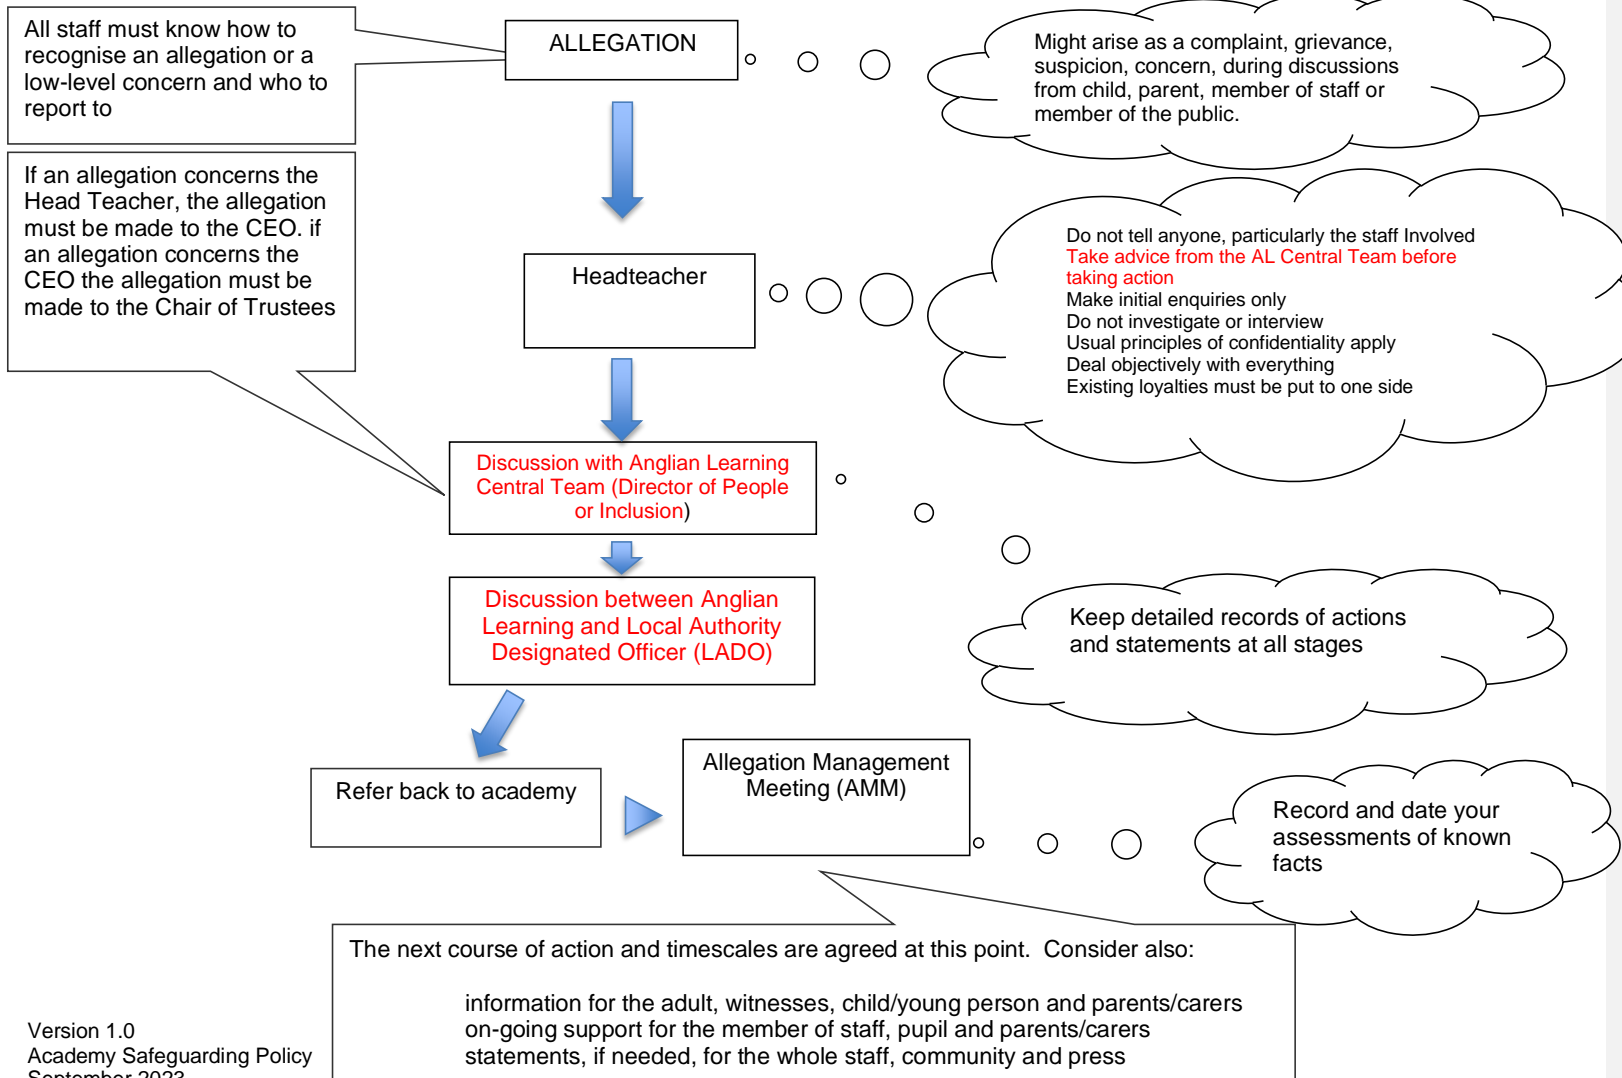 All staff must know how to
recognise an allegation or a
low-level concern and who to
report to
ALLEGATION
Might arise as a complaint, grievance,
suspicion, concern, during discussions
from child, parent, member of staff or
member of the public.
If an allegation concerns the
Head Teacher, the allegation
must be made to the CEO. if
an allegation concerns the
CEO the allegation must be
made to the Chair of Trustees
Headteacher
Do not tell anyone, particularly the staff Involved
Take advice from the AL Central Team before
taking action
Make initial enquiries only
Do not investigate or interview
Usual principles of confidentiality apply
Deal objectively with everything
Existing loyalties must be put to one side
Discussion with Anglian Learning
Central Team (Director of People
or Inclusion)
Discussion between Anglian
Learning and Local Authority
Designated Officer (LADO)
Keep detailed records of actions
and statements at all stages
Refer back to academy
Allegation Management
Meeting (AMM)
Record and date your
assessments of known
facts
The next course of action and timescales are agreed at this point.  Consider also:
information for the adult, witnesses, child/young person and parents/carers
on-going support for the member of staff, pupil and parents/carers
statements, if needed, for the whole staff, community and press
Version 1.0
Academy Safeguarding Policy
September 2023